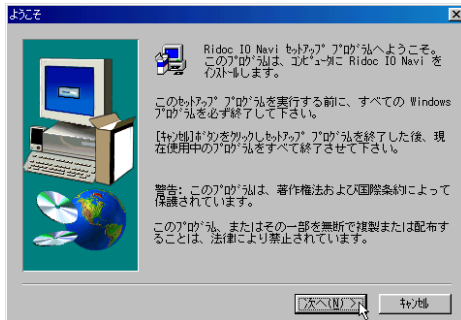 ようこそ
Ridoc IO Navi ｾｯﾄｱｯﾌﾟ ﾌﾟﾛｸﾞﾗﾑへようこそ。
このﾌﾟﾛｸﾞﾗﾑは、ｺﾝﾋﾟｭｰﾀに Ridoc IO Navi を
ｲﾝｽﾄｰﾙします。
このｾｯﾄｱｯﾌﾟ ﾌﾟﾛｸﾞﾗﾑを実行する前に、すべての Windows
ﾌﾟﾛｸﾞﾗﾑを必ず終了して下さい。
[ｷｬﾝｾﾙ]ﾎﾞﾀﾝをｸﾘｯｸしｾｯﾄｱｯﾌﾟ ﾌﾟﾛｸﾞﾗﾑを終了した後、現
在使用中のﾌﾟﾛｸﾞﾗﾑをすべて終了させて下さい。
警告: このﾌﾟﾛｸﾞﾗﾑは、著作権法および国際条約によって
保護されています。
このﾌﾟﾛｸﾞﾗﾑ、またはその一部を無断で複製または配布す
ることは、法律により禁止されています。
次へ(N) >
ｷｬﾝｾﾙ